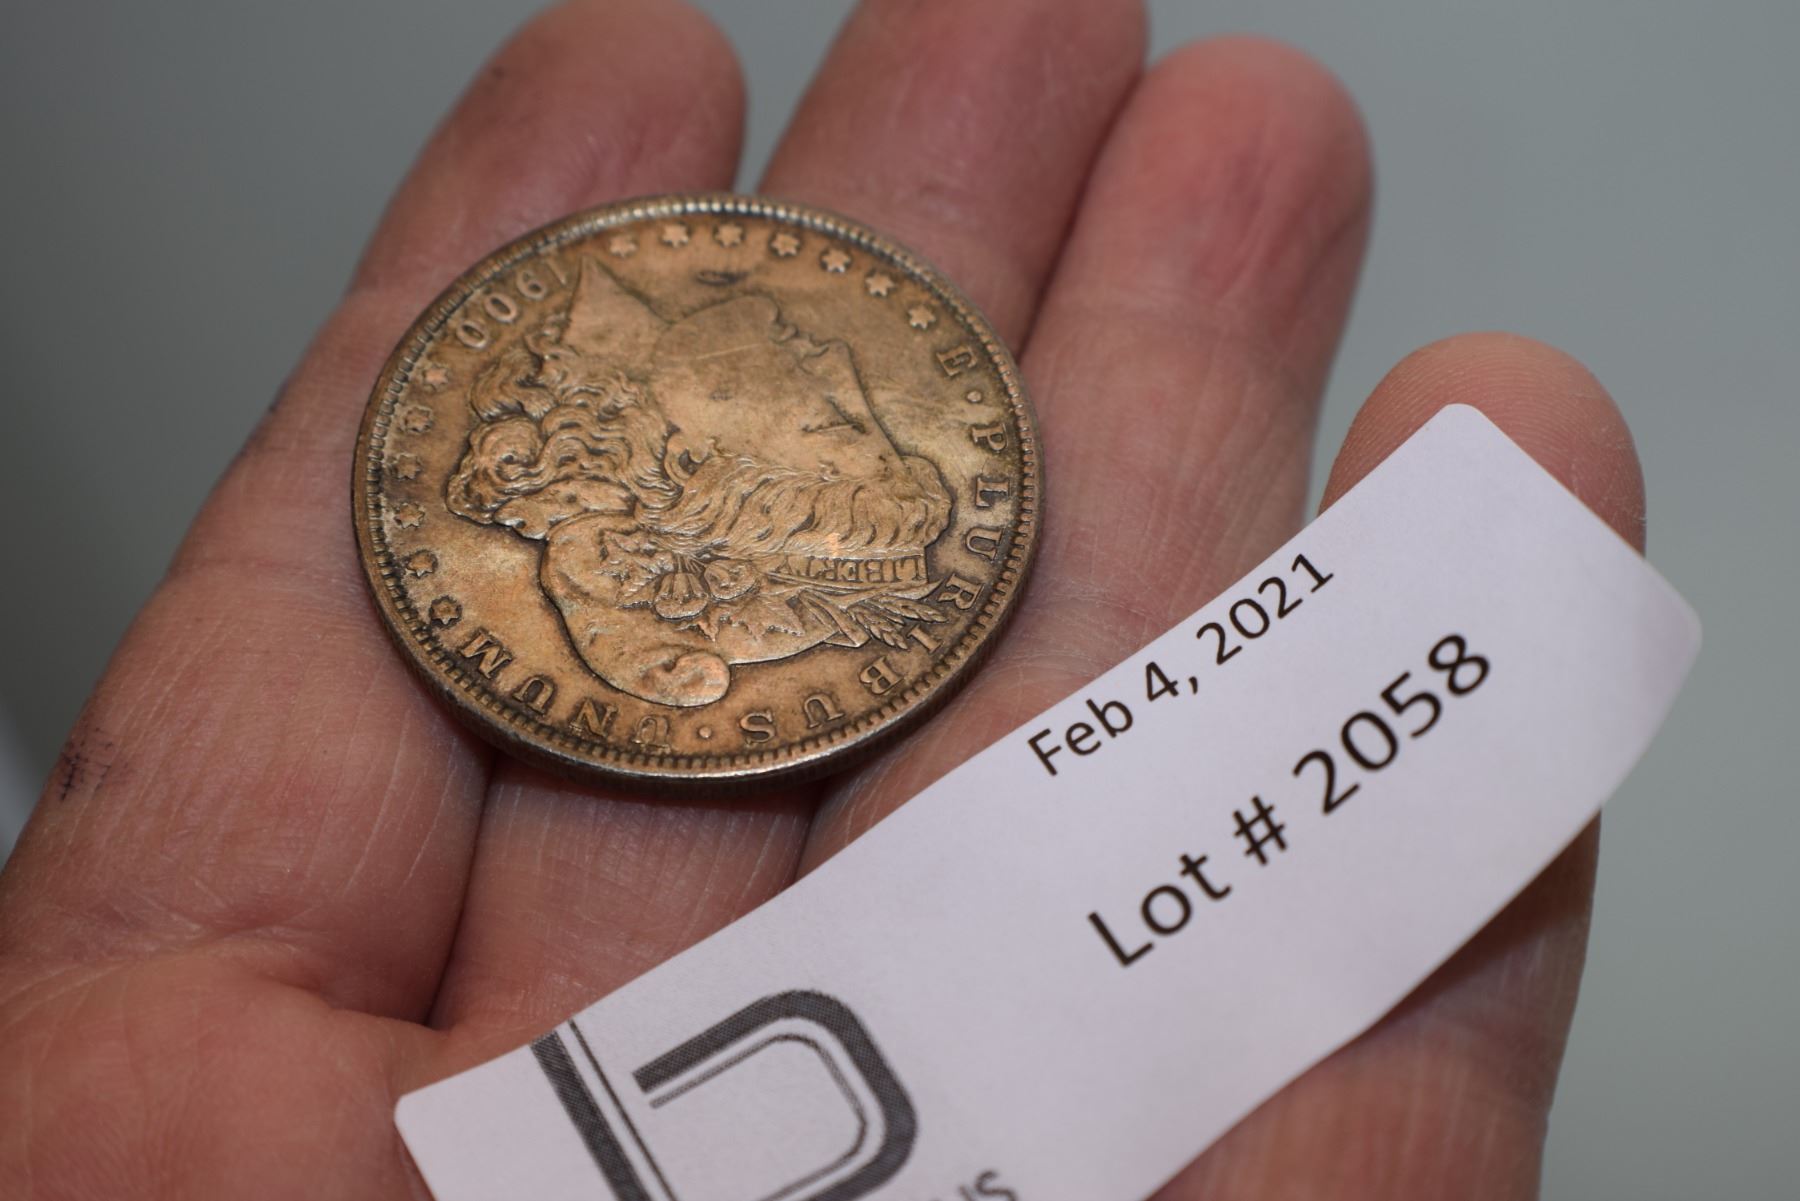 E·PLURIBUS·UNUM
LIBERTY
1900
Feb 4, 2021
Lot # 2058